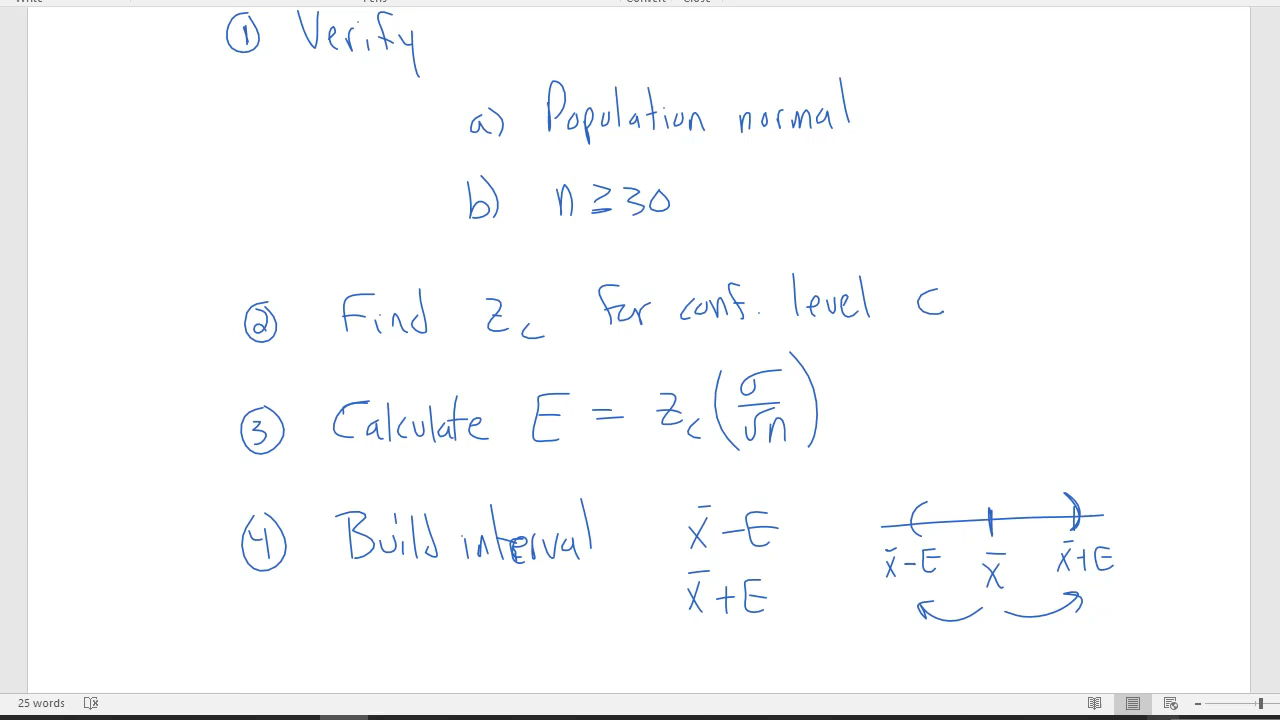 ① Verify
a) Population normal
b) n ≥ 30
② Find z_c for conf. level c
③ Calculate E = z_c (σ/√n)
④ Build interval x̄ − E
x̄ + E
x̄ − E x̄ x̄ + E
25 words